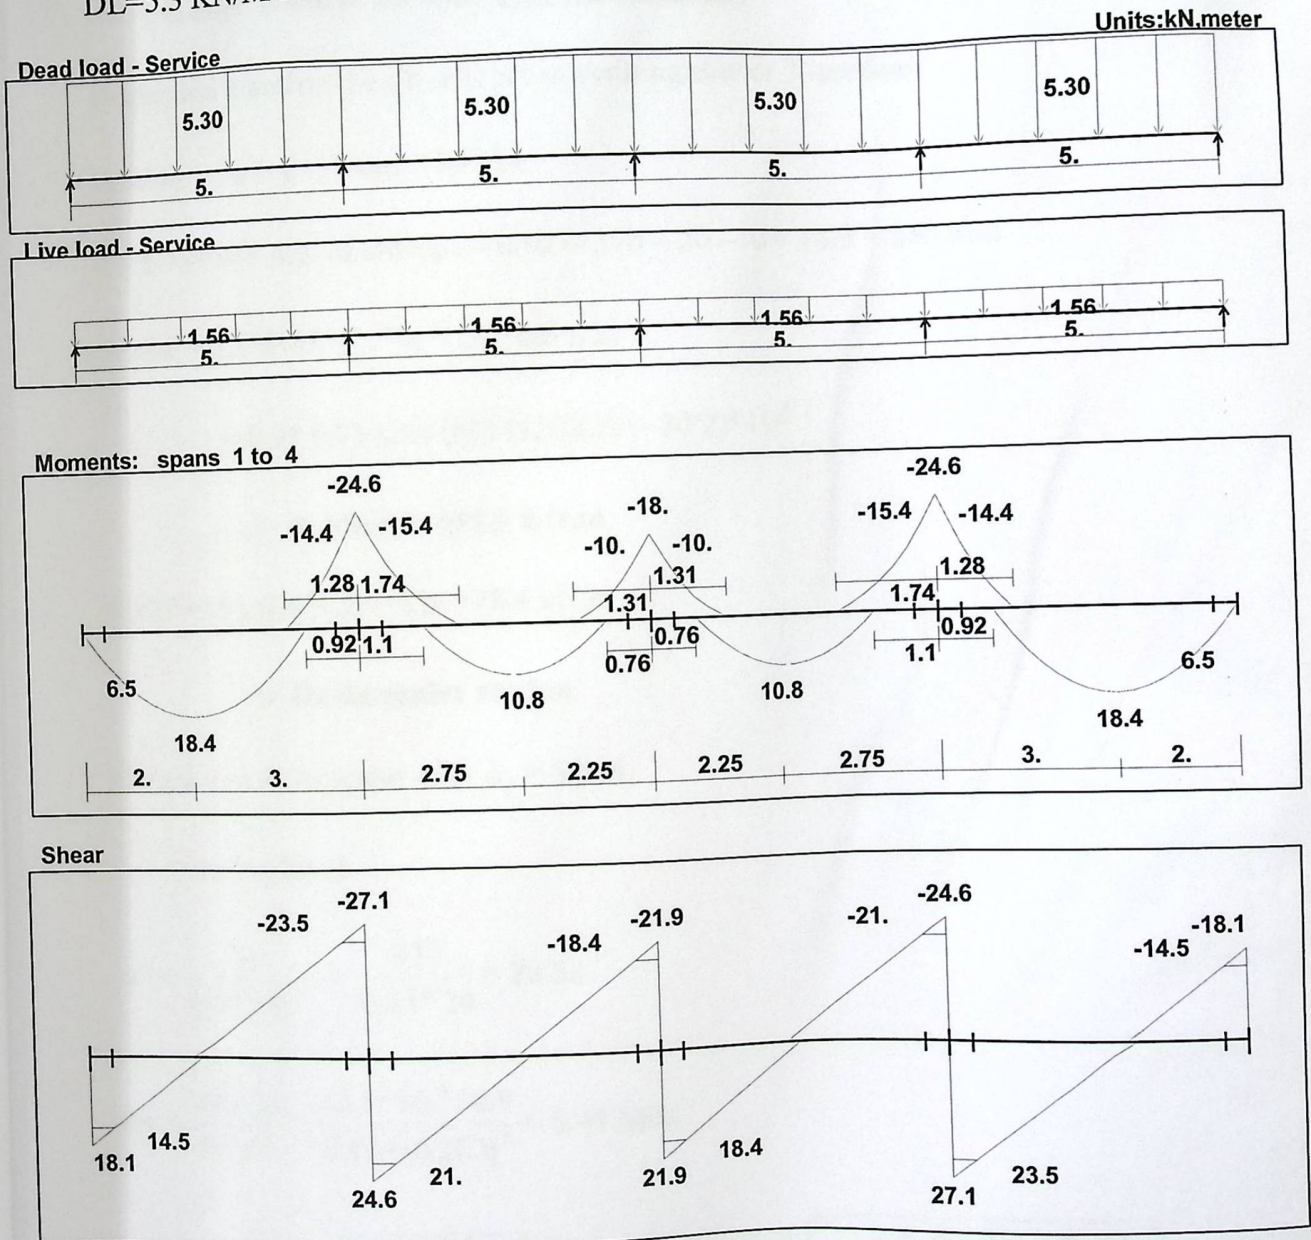 DL=5.3 KN/M
Units:kN,meter
Dead load - Service
5.30 5.30 5.30 5.30
5. 5. 5. 5.
Live load - Service
1.56 1.56 1.56 1.56
5. 5. 5. 5.
Moments: spans 1 to 4
-24.6 -18. -24.6
-14.4 -15.4 -10. -10. -15.4 -14.4
1.28 1.74 1.31 1.31 1.74 1.28
0.92 1.1 0.76 0.76 1.1 0.92
6.5 10.8 10.8 6.5
18.4 18.4
2. 3. 2.75 2.25 2.25 2.75 3. 2.
Shear
-27.1 -21.9 -24.6 -18.1
-23.5 -18.4 -21. -14.5
14.5 21. 18.4 23.5
18.1 24.6 21.9 27.1